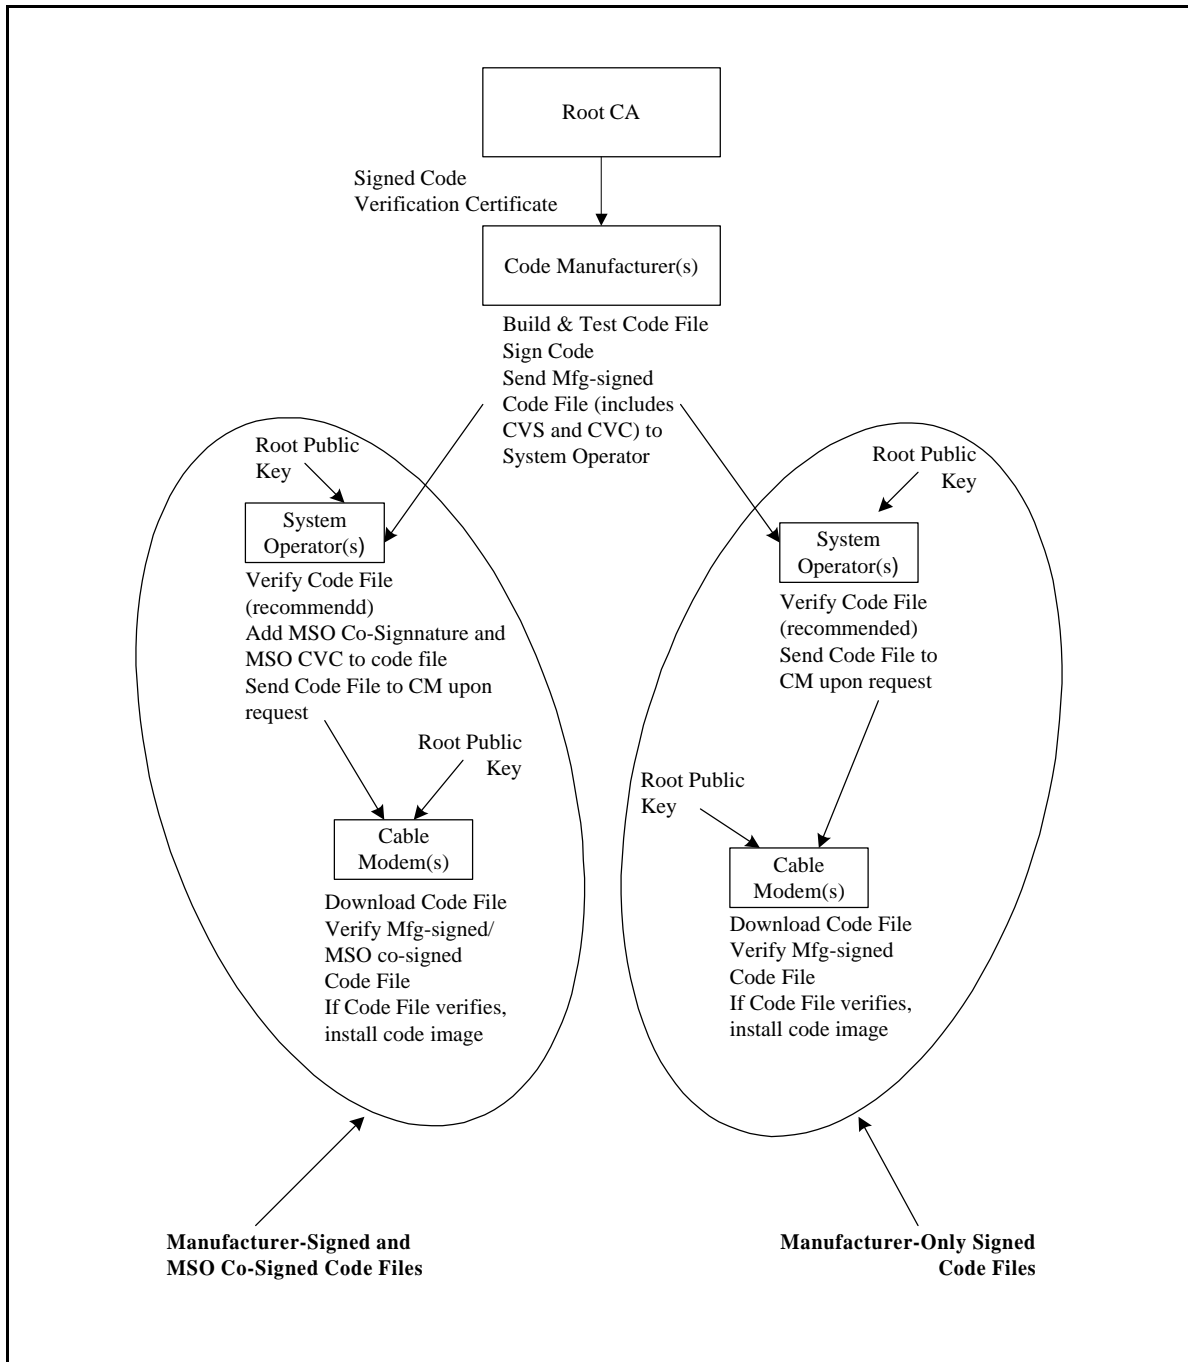 Root CA
Signed Code
Verification Certificate
Code Manufacturer(s)
Build & Test Code File
Sign Code
Send Mfg-signed
Code File (includes
CVS and CVC) to
System Operator
Root Public
Key
System
Operator(s)
Verify Code File
(recommendd)
Add MSO Co-Signnature and
MSO CVC to code file
Send Code File to CM upon
request
Root Public
Key
Cable
Modem(s)
Download Code File
Verify Mfg-signed/
MSO co-signed
Code File
If Code File verifies,
install code image
Root Public
Key
System
Operator(s)
Verify Code File
(recommended)
Send Code File to
CM upon request
Root Public
Key
Cable
Modem(s)
Download Code File
Verify Mfg-signed
Code File
If Code File verifies,
install code image
Manufacturer-Signed and
MSO Co-Signed Code Files
Manufacturer-Only Signed
Code Files